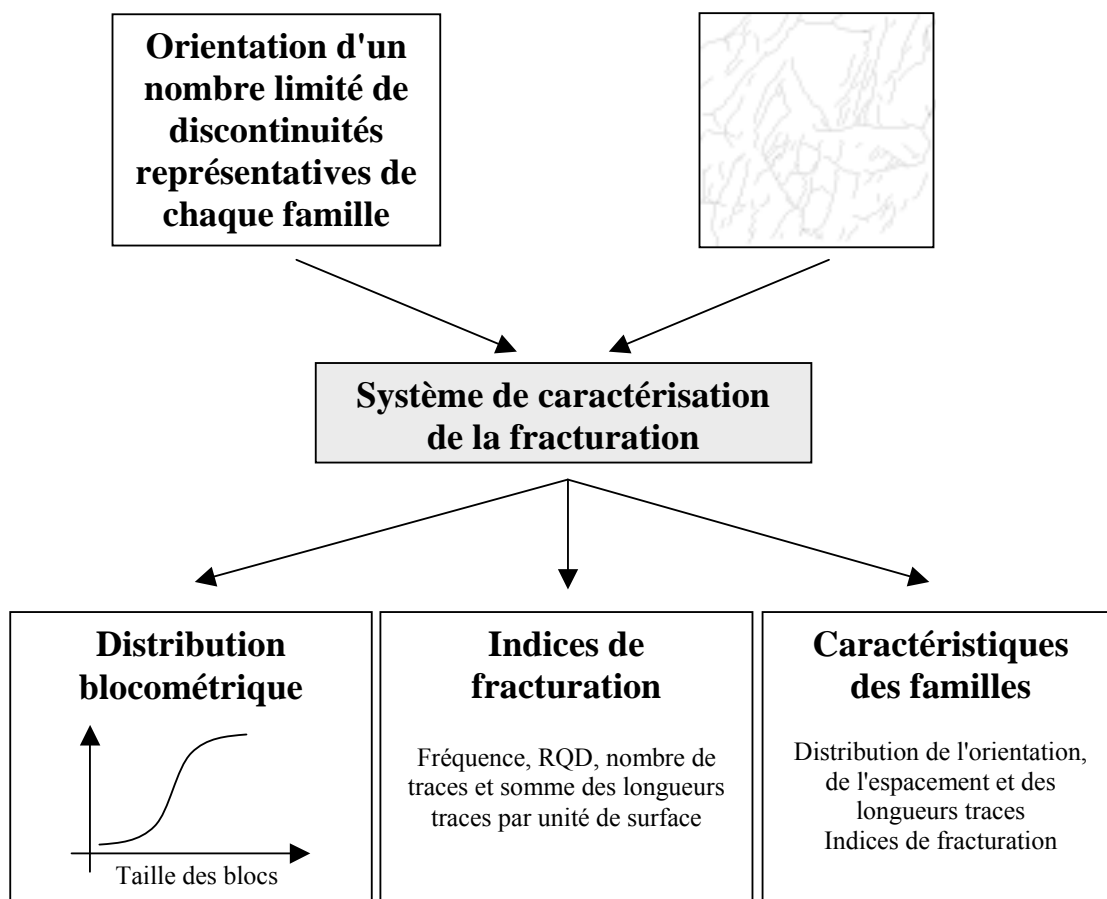 Orientation d'un
nombre limité de
discontinuités
représentatives de
chaque famille
Système de caractérisation
de la fracturation
Distribution
blocométrique
Taille des blocs
Indices de
fracturation
Fréquence, RQD, nombre de
traces et somme des longueurs
traces par unité de surface
Caractéristiques
des familles
Distribution de l'orientation,
de l'espacement et des
longueurs traces
Indices de fracturation